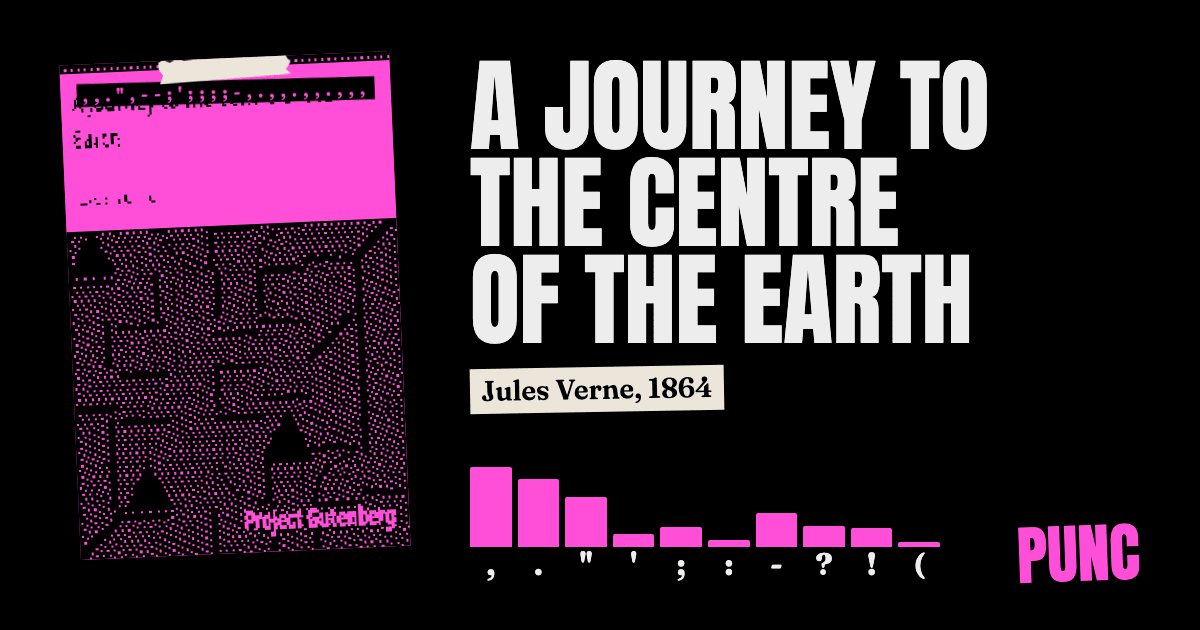 A JOURNEY TO
THE CENTRE
OF THE EARTH
Jules Verne, 1864
, . " ' ; : - ? ! (
PUNC
Project Gutenberg